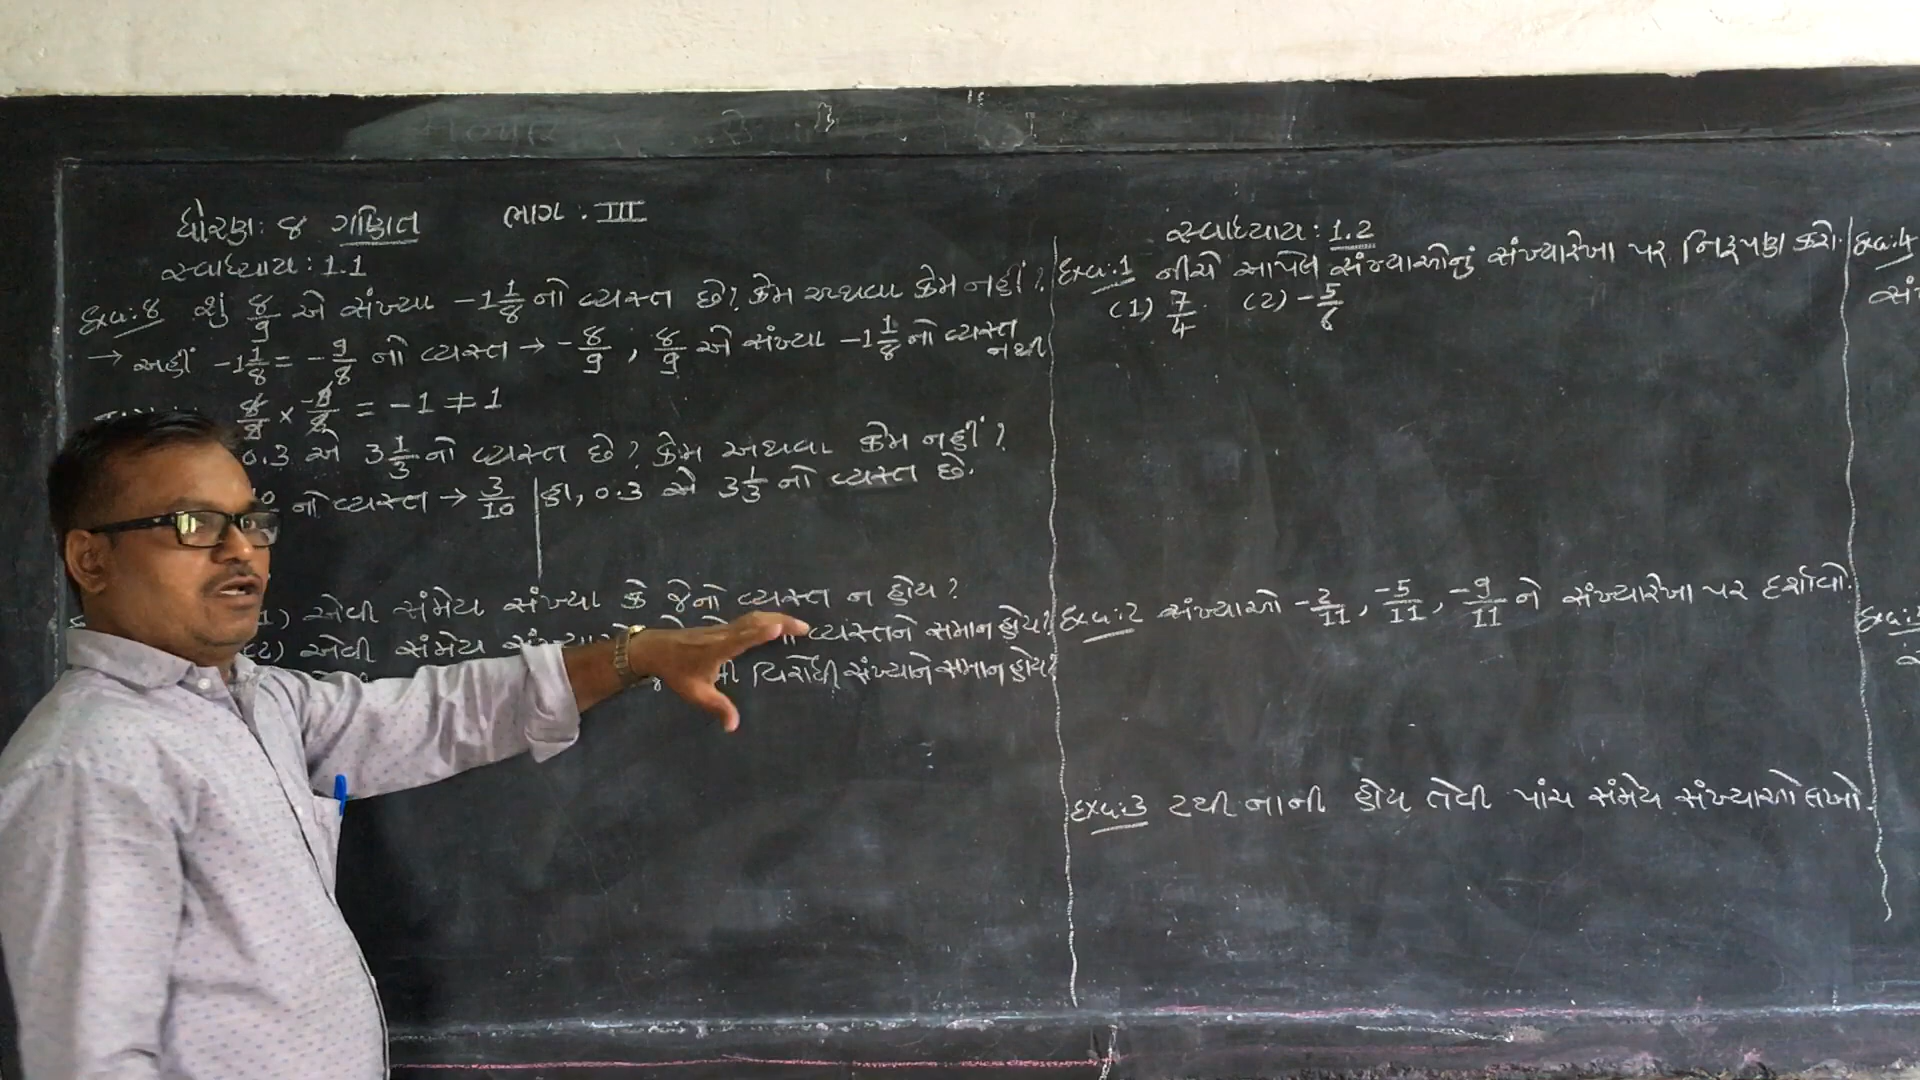 ધોરણ: ૪ ગણિત ભાગ : III
સ્વાધ્યાય : 1.1
દાખ:8 શું 8/9 એ સંખ્યા -1 1/8 નો વ્યસ્ત છે? કેમ અથવા કેમ નહીં?
→ અહીં -1 1/8 = -9/8 નો વ્યસ્ત → -8/9 , 8/9 એ સંખ્યા -1 1/8 નો વ્યસ્ત નથી
= -1 ≠ 1
0.3 એ 3 1/3 નો વ્યસ્ત છે? કેમ અથવા કેમ નહીં?
નો વ્યસ્ત → 3/10 | હા, 0.3 એ 3 1/3 નો વ્યસ્ત છે.
1) એવી સંમેય સંખ્યા કે જેનો વ્યસ્ત ન હોય?
(2) એવી સંમેય વ્યસ્તને સમાન હોય?
વિરોધી સંખ્યાને સમાન હોય?
સ્વાધ્યાય : 1.2
દાખ:1 નીચે આપેલ સંખ્યાઓનું સંખ્યારેખા પર નિરૂપણ કરો.
(1) 7/4 (2) -5/6
દાખ:2 સંખ્યાઓ -2/11, -5/11, -9/11 ને સંખ્યારેખા પર દર્શાવો.
દાખ:3 2થી નાની હોય તેવી પાંચ સંમેય સંખ્યાઓ લખો.
દાખ:4